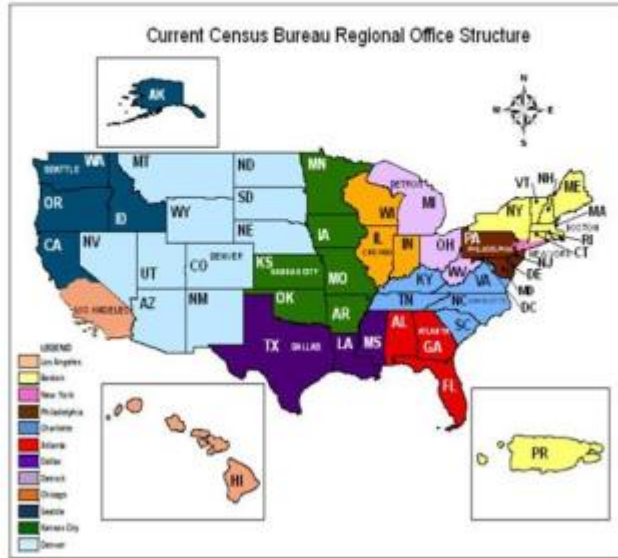 Current Census Bureau Regional Office Structure
AK
N
E
S
WA
SEATTLE
MT
ND
MN
DETROIT
VT
NH
ME
OR
ID
SD
WI
MI
NY
MA
WY
BOSTON
CA
NV
NE
IA
PA
RI
PHILADELPHIA
IL
IN
OH
CT
UT
CO
DENVER
CHICAGO
NJ
KS
KANSAS CITY
MO
WV
VA
DE
LOS ANGELES
KY
MD
AZ
NM
OK
AR
TN
NC
CHARLOTTE
DC
SC
TX
DALLAS
LA
MS
AL
ATLANTA
GA
FL
LEGEND
Los Angeles
Boston
New York
Philadelphia
Charlotte
Atlanta
Dallas
Detroit
Chicago
Seattle
Kansas City
Denver
HI
PR